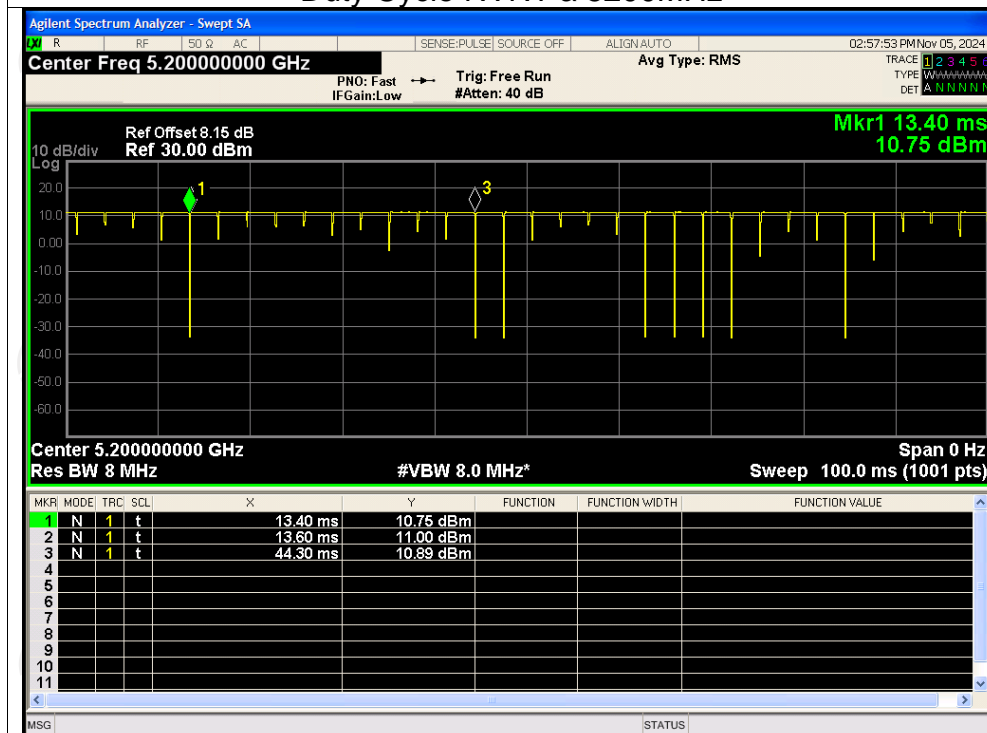 Agilent Spectrum Analyzer - Swept SA
LXI R RF 50 Ω AC SENSE:PULSE SOURCE OFF ALIGN AUTO 02:57:53 PM Nov 05, 2024
Center Freq 5.200000000 GHz Avg Type: RMS TRACE 1 2 3 4 5 6
PNO: Fast Trig: Free Run TYPE
IFGain:Low #Atten: 40 dB DET A N N N N N
Mkr1 13.40 ms
Ref Offset 8.15 dB 10.75 dBm
10 dB/div Ref 30.00 dBm
Log
20.0
1
3
10.0
0.00
-10.0
-20.0
-30.0
-40.0
-50.0
-60.0
Center 5.200000000 GHz Span 0 Hz
Res BW 8 MHz #VBW 8.0 MHz* Sweep 100.0 ms (1001 pts)
MKR MODE TRC SCL X Y FUNCTION FUNCTION WIDTH FUNCTION VALUE
1 N 1 t 13.40 ms 10.75 dBm
2 N 1 t 13.60 ms 11.00 dBm
3 N 1 t 44.30 ms 10.89 dBm
4
5
6
7
8
9
10
11
MSG STATUS